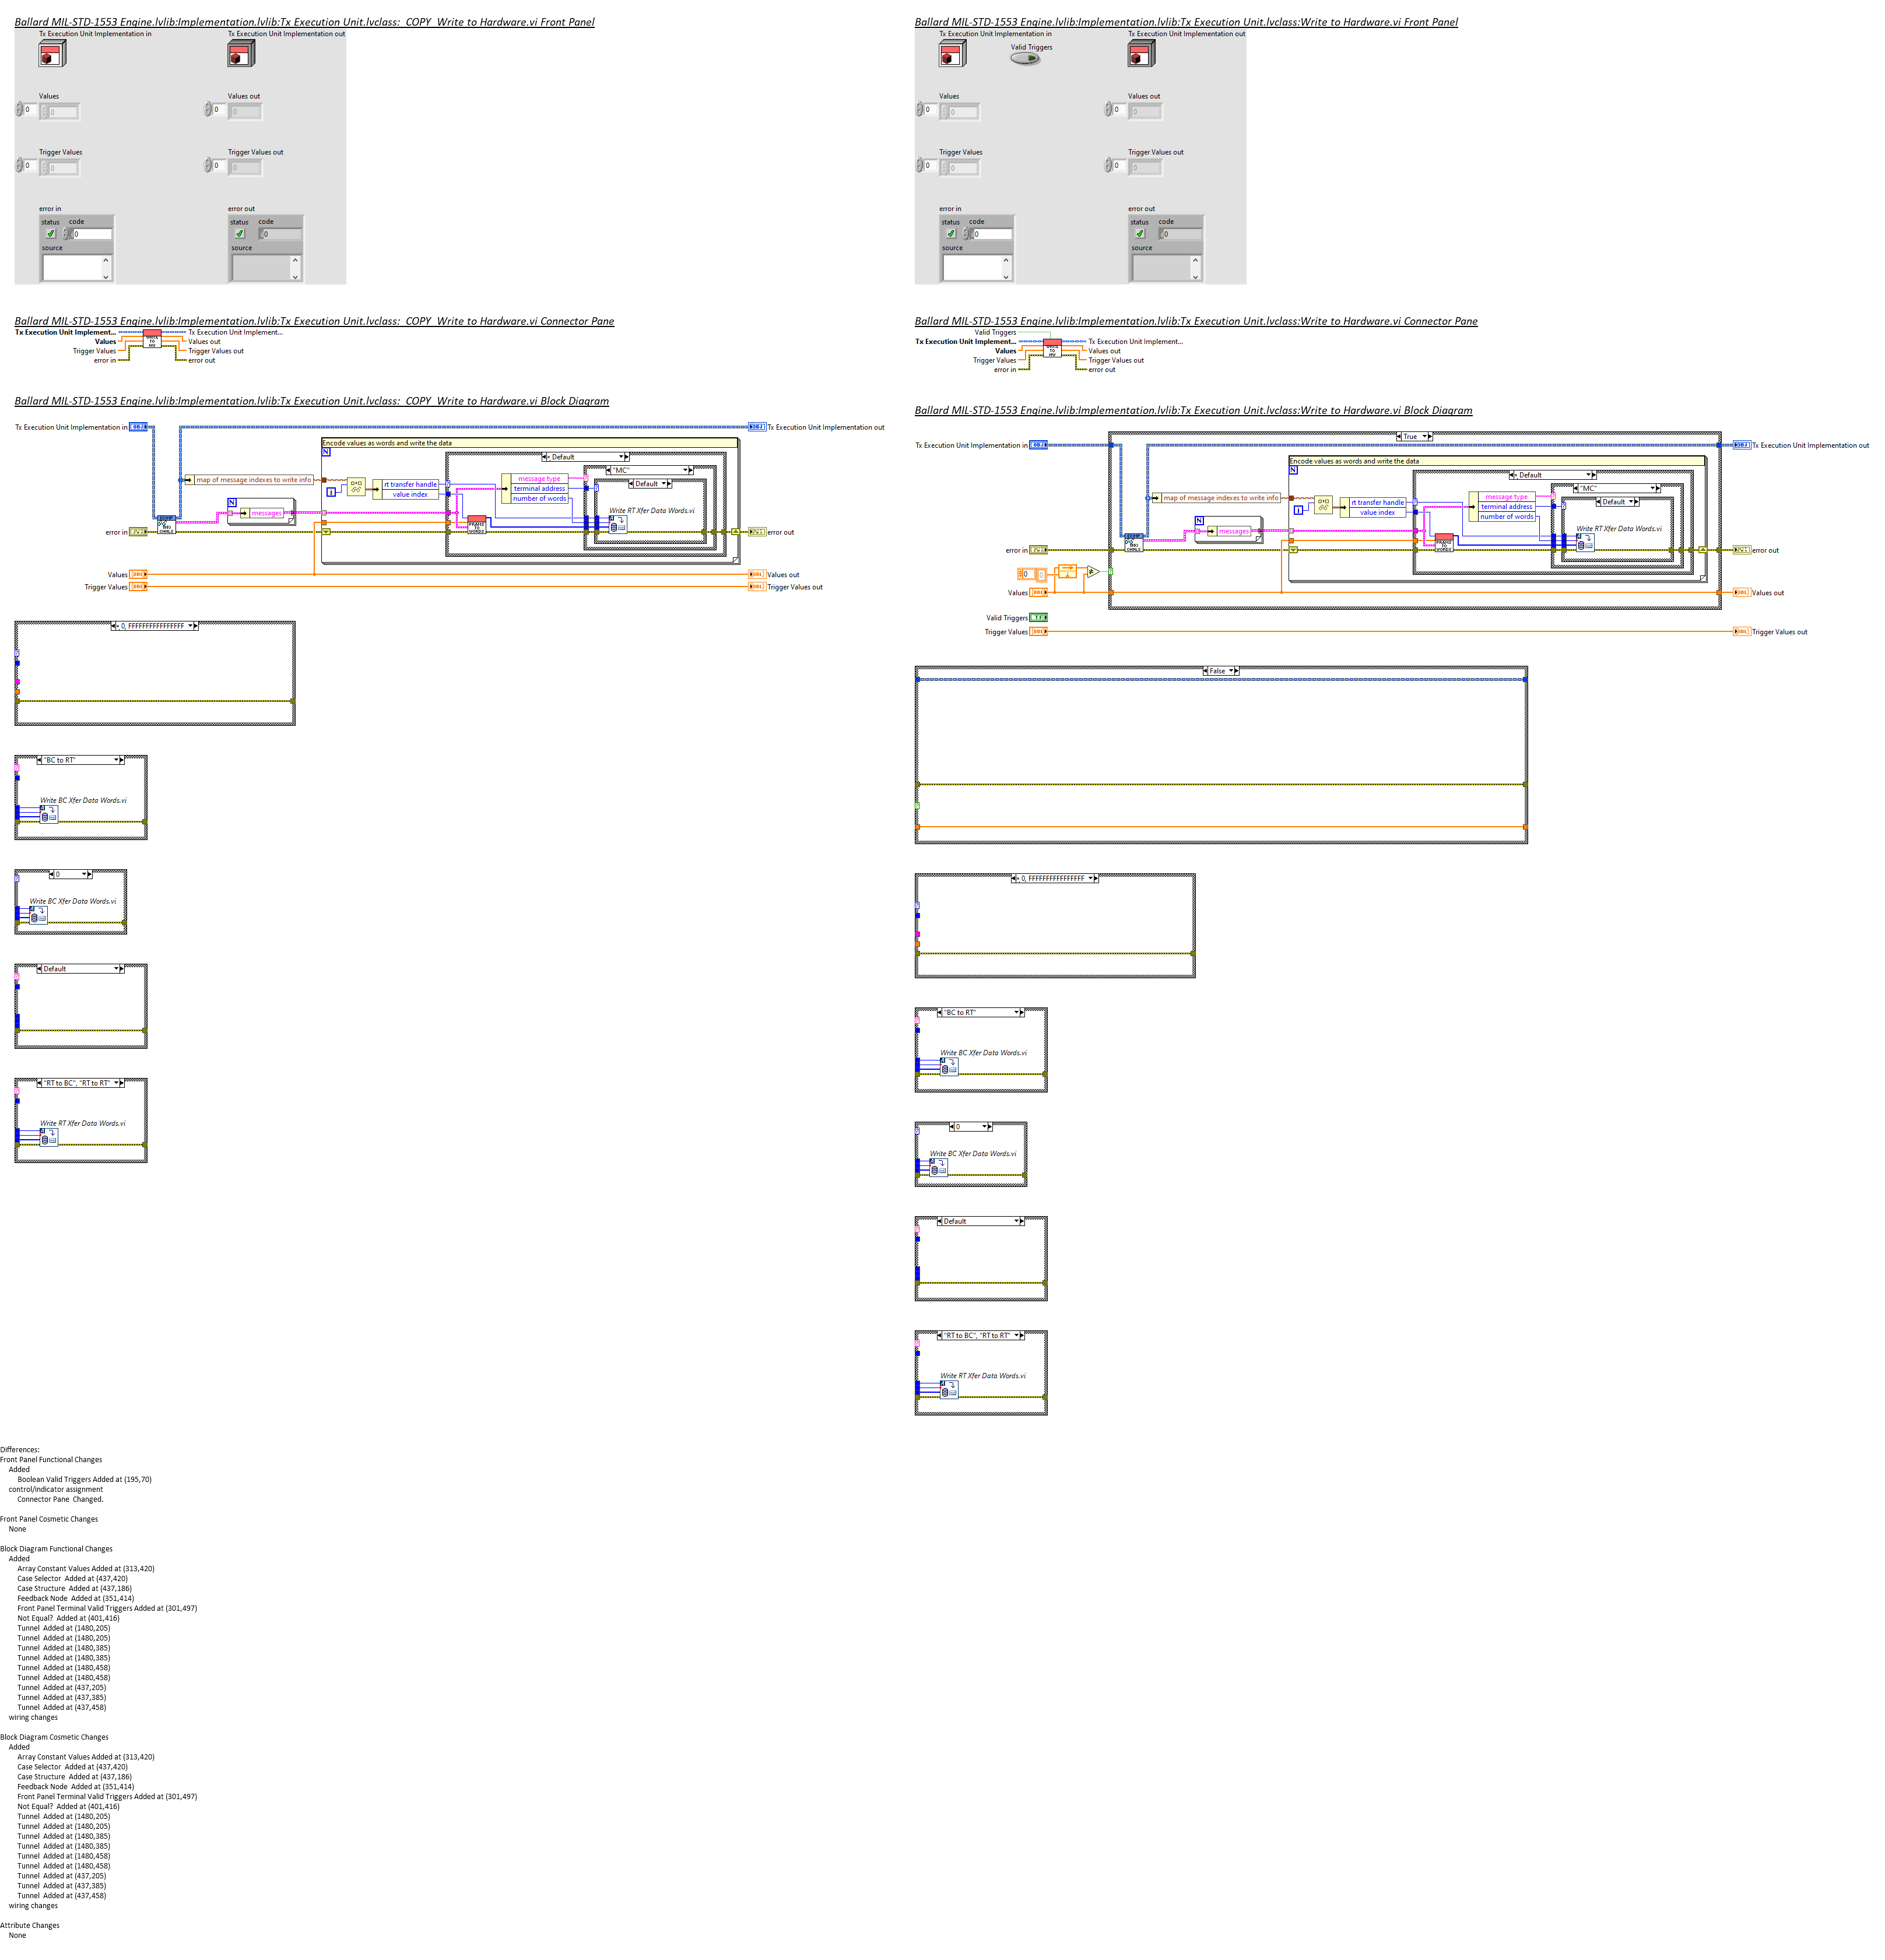 Ballard MIL-STD-1553 Engine.lvlib:Implementation.lvlib:Tx Execution Unit.lvclass:_COPY_Write to Hardware.vi Front Panel
Tx Execution Unit Implementation in
Tx Execution Unit Implementation out
Values
Values out
0
0
0
0
Trigger Values
Trigger Values out
0
0
0
0
error in
error out
status code
status code
0
0
source
source
Ballard MIL-STD-1553 Engine.lvlib:Implementation.lvlib:Tx Execution Unit.lvclass:_COPY_Write to Hardware.vi Connector Pane
Tx Execution Unit Implement...
Tx Execution Unit Implement...
Values
Values out
Trigger Values
Trigger Values out
error in
error out
Ballard MIL-STD-1553 Engine.lvlib:Implementation.lvlib:Tx Execution Unit.lvclass:_COPY_Write to Hardware.vi Block Diagram
Tx Execution Unit Implementation in
Tx Execution Unit Implementation out
Encode values as words and write the data
N
Default
"MC"
map of message indexes to write info
rt transfer handle
value index
message type
terminal address
number of words
Default
i
N
messages
Write RT Xfer Data Words.vi
error in
error out
Values
Values out
Trigger Values
Trigger Values out
0, FFFFFFFFFFFFFFFF
"BC to RT"
Write BC Xfer Data Words.vi
0
Write BC Xfer Data Words.vi
Default
"RT to BC", "RT to RT"
Write RT Xfer Data Words.vi
Ballard MIL-STD-1553 Engine.lvlib:Implementation.lvlib:Tx Execution Unit.lvclass:Write to Hardware.vi Front Panel
Tx Execution Unit Implementation in
Tx Execution Unit Implementation out
Valid Triggers
Values
Values out
0
0
0
0
Trigger Values
Trigger Values out
0
0
0
0
error in
error out
status code
status code
0
0
source
source
Ballard MIL-STD-1553 Engine.lvlib:Implementation.lvlib:Tx Execution Unit.lvclass:Write to Hardware.vi Connector Pane
Valid Triggers
Tx Execution Unit Implement...
Tx Execution Unit Implement...
Values
Values out
Trigger Values
Trigger Values out
error in
error out
Ballard MIL-STD-1553 Engine.lvlib:Implementation.lvlib:Tx Execution Unit.lvclass:Write to Hardware.vi Block Diagram
True
Tx Execution Unit Implementation in
Tx Execution Unit Implementation out
Encode values as words and write the data
N
Default
"MC"
map of message indexes to write info
rt transfer handle
value index
message type
terminal address
number of words
Default
i
N
messages
Write RT Xfer Data Words.vi
error in
error out
0
Values
Values out
Valid Triggers
Trigger Values
Trigger Values out
False
0, FFFFFFFFFFFFFFFF
"BC to RT"
Write BC Xfer Data Words.vi
0
Write BC Xfer Data Words.vi
Default
"RT to BC", "RT to RT"
Write RT Xfer Data Words.vi
Differences:
Front Panel Functional Changes
Added
Boolean Valid Triggers Added at (195,70)
control/indicator assignment
Connector Pane Changed.
Front Panel Cosmetic Changes
None
Block Diagram Functional Changes
Added
Array Constant Values Added at (313,420)
Case Selector Added at (437,420)
Case Structure Added at (437,186)
Feedback Node Added at (351,414)
Front Panel Terminal Valid Triggers Added at (301,497)
Not Equal? Added at (401,416)
Tunnel Added at (1480,205)
Tunnel Added at (1480,205)
Tunnel Added at (1480,385)
Tunnel Added at (1480,385)
Tunnel Added at (1480,458)
Tunnel Added at (1480,458)
Tunnel Added at (437,205)
Tunnel Added at (437,385)
Tunnel Added at (437,458)
wiring changes
Block Diagram Cosmetic Changes
Added
Array Constant Values Added at (313,420)
Case Selector Added at (437,420)
Case Structure Added at (437,186)
Feedback Node Added at (351,414)
Front Panel Terminal Valid Triggers Added at (301,497)
Not Equal? Added at (401,416)
Tunnel Added at (1480,205)
Tunnel Added at (1480,205)
Tunnel Added at (1480,385)
Tunnel Added at (1480,385)
Tunnel Added at (1480,458)
Tunnel Added at (1480,458)
Tunnel Added at (437,205)
Tunnel Added at (437,385)
Tunnel Added at (437,458)
wiring changes
Attribute Changes
None